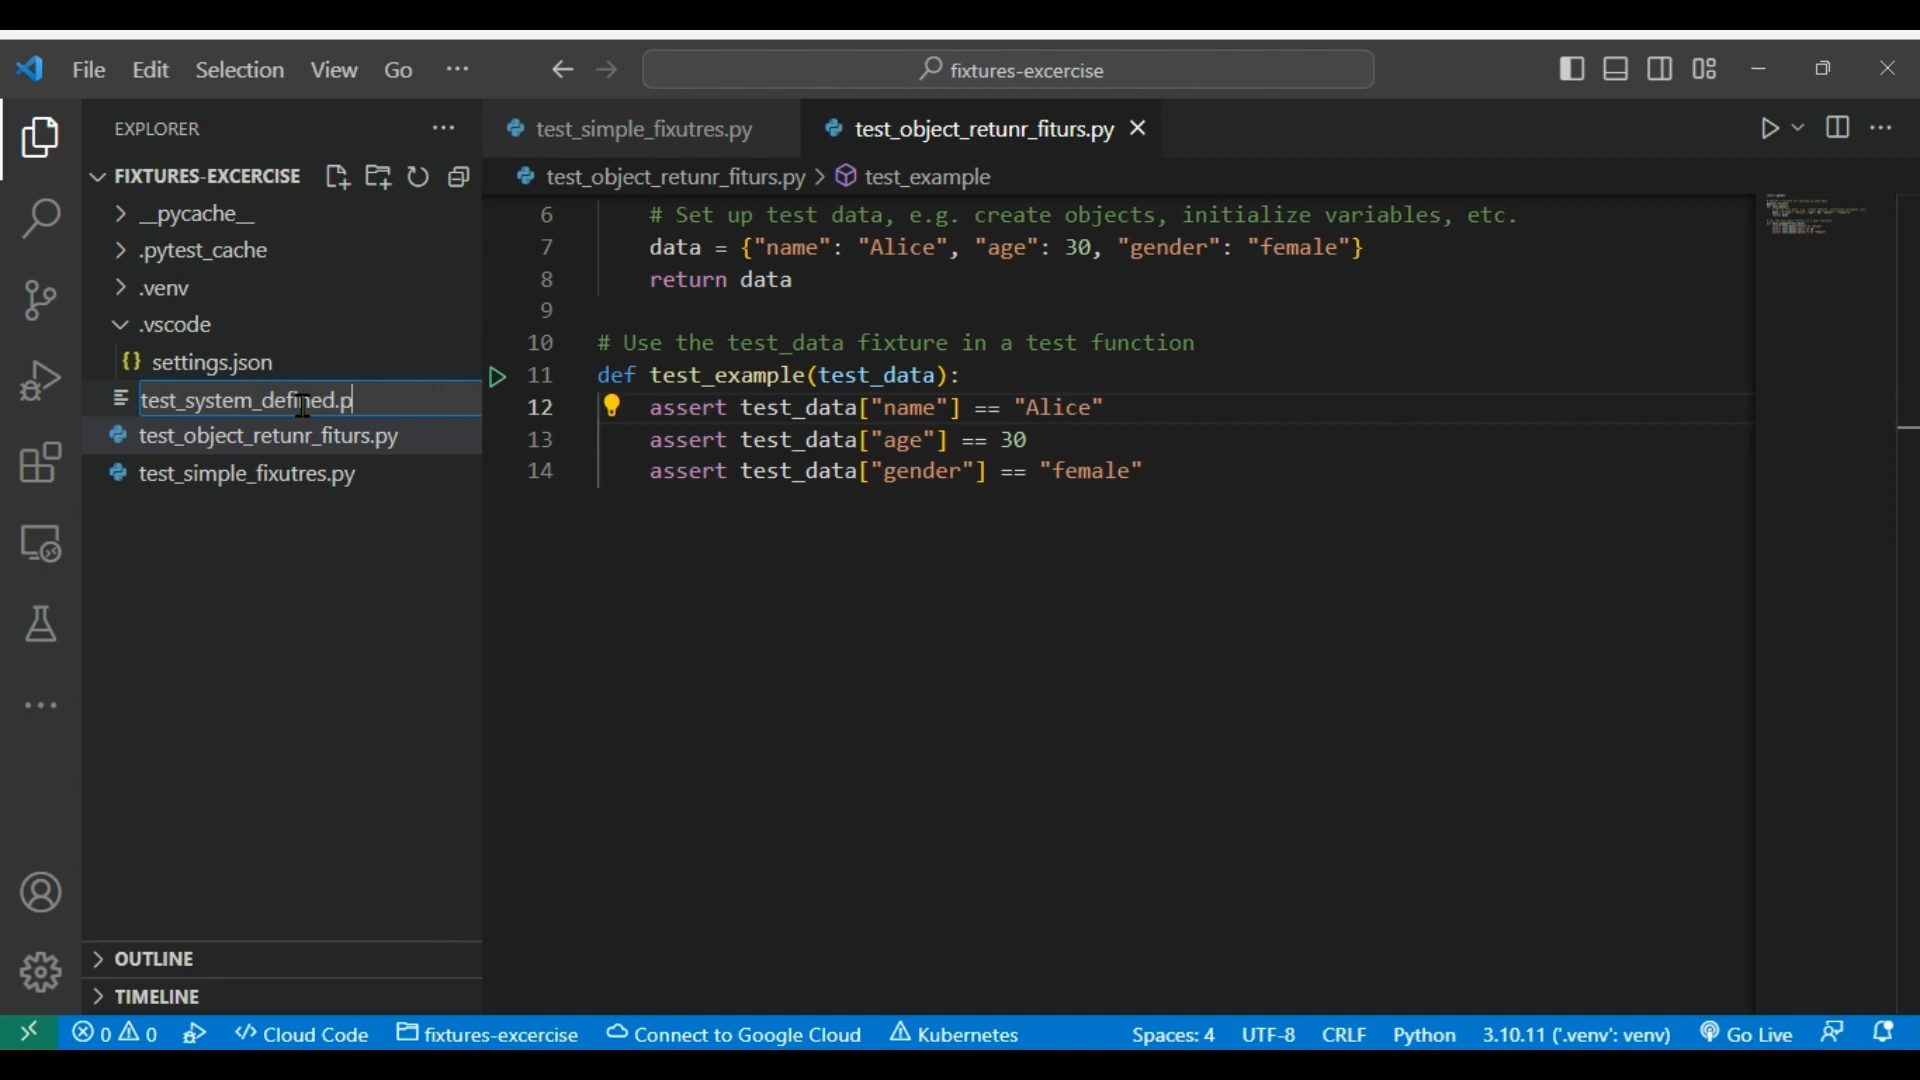 File Edit Selection View Go ···
fixtures-excercise
EXPLORER ···
FIXTURES-EXCERCISE
__pycache__
.pytest_cache
.venv
.vscode
{} settings.json
test_system_defined.p
test_object_retunr_fiturs.py
test_simple_fixutres.py
OUTLINE
TIMELINE
test_simple_fixutres.py test_object_retunr_fiturs.py
test_object_retunr_fiturs.py > test_example
6 # Set up test data, e.g. create objects, initialize variables, etc.
7 data = {"name": "Alice", "age": 30, "gender": "female"}
8 return data
9
10 # Use the test_data fixture in a test function
11 def test_example(test_data):
12 assert test_data["name"] == "Alice"
13 assert test_data["age"] == 30
14 assert test_data["gender"] == "female"
0 0 Cloud Code fixtures-excercise Connect to Google Cloud Kubernetes Spaces: 4 UTF-8 CRLF Python 3.10.11 ('.venv': venv) Go Live